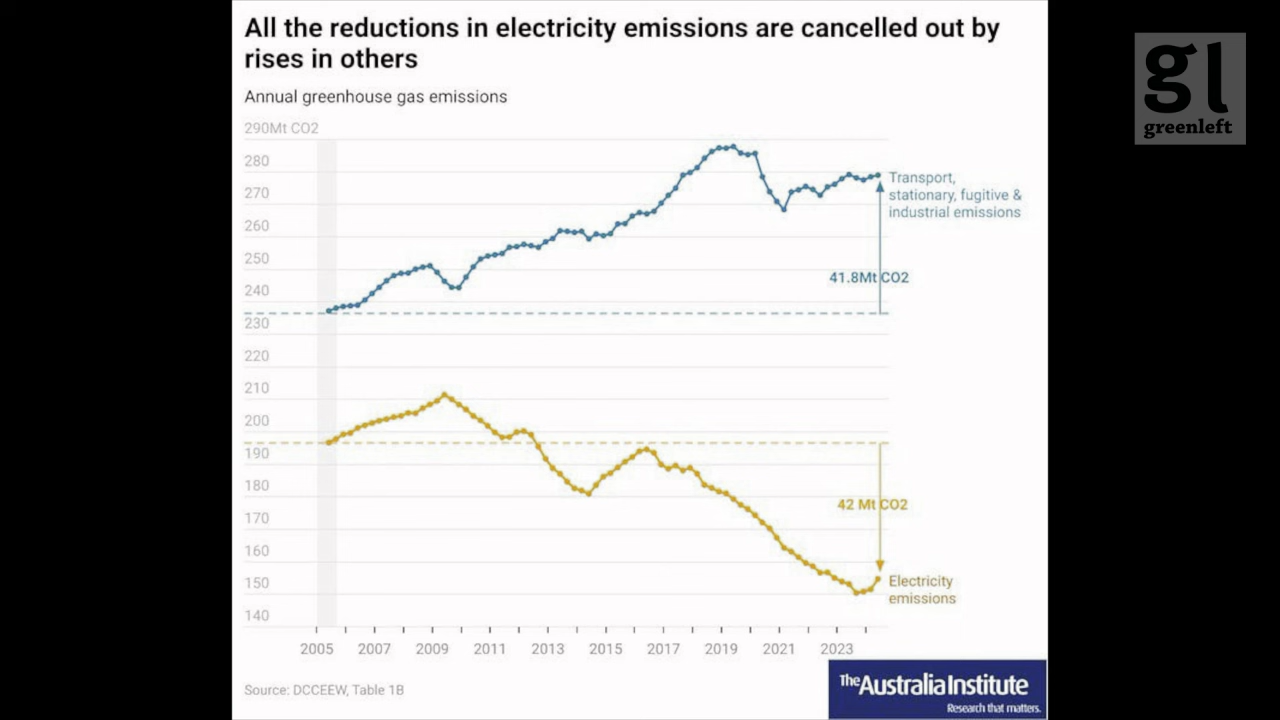 All the reductions in electricity emissions are cancelled out by
rises in others
Annual greenhouse gas emissions
gl
greenleft
290Mt CO2
280
270
260
250
240
230
220
210
200
190
180
170
160
150
140
Transport,
stationary, fugitive &
industrial emissions
41.8Mt CO2
42 Mt CO2
Electricity
emissions
2005 2007 2009 2011 2013 2015 2017 2019 2021 2023
Source: DCCEEW, Table 1B
The Australia Institute
Research that matters.